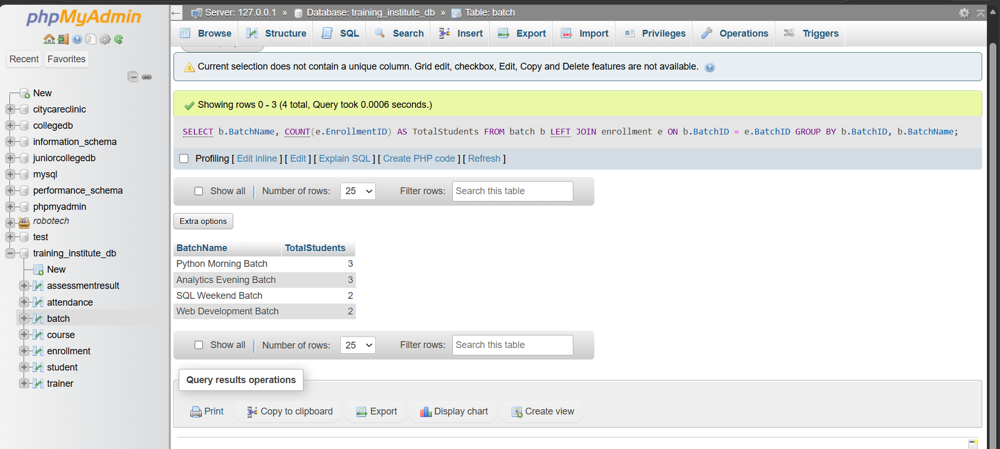 phpMyAdmin
Recent
Favorites
New
citycareclinic
collegedb
information_schema
juniorcollegedb
mysql
performance_schema
phpmyadmin
robotech
test
training_institute_db
New
assessmentresult
attendance
batch
course
enrollment
student
trainer
Server: 127.0.0.1 » Database: training_institute_db » Table: batch
Browse Structure SQL Search Insert Export Import Privileges Operations Triggers
Current selection does not contain a unique column. Grid edit, checkbox, Edit, Copy and Delete features are not available.
Showing rows 0 - 3 (4 total, Query took 0.0006 seconds.)
SELECT b.BatchName, COUNT(e.EnrollmentID) AS TotalStudents FROM batch b LEFT JOIN enrollment e ON b.BatchID = e.BatchID GROUP BY b.BatchID, b.BatchName;
Profiling [ Edit inline ] [ Edit ] [ Explain SQL ] [ Create PHP code ] [ Refresh ]
Show all | Number of rows: 25 Filter rows: Search this table
Extra options
BatchName TotalStudents
Python Morning Batch 3
Analytics Evening Batch 3
SQL Weekend Batch 2
Web Development Batch 2
Show all | Number of rows: 25 Filter rows: Search this table
Query results operations
Print Copy to clipboard Export Display chart Create view